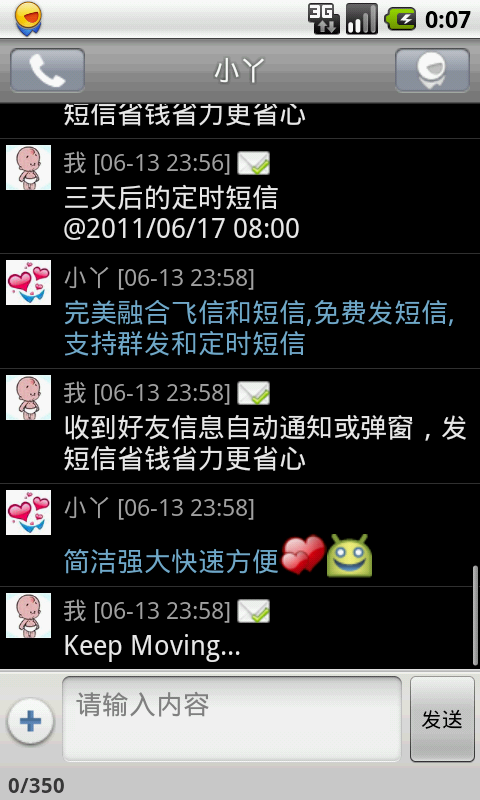 3G
0:07
小丫
短信省钱省力更省心
我 [06-13 23:56]
三天后的定时短信
@2011/06/17 08:00
小丫 [06-13 23:58]
完美融合飞信和短信,免费发短信,
支持群发和定时短信
我 [06-13 23:58]
收到好友信息自动通知或弹窗，发
短信省钱省力更省心
小丫 [06-13 23:58]
简洁强大快速方便
我 [06-13 23:58]
Keep Moving...
请输入内容
发送
0/350